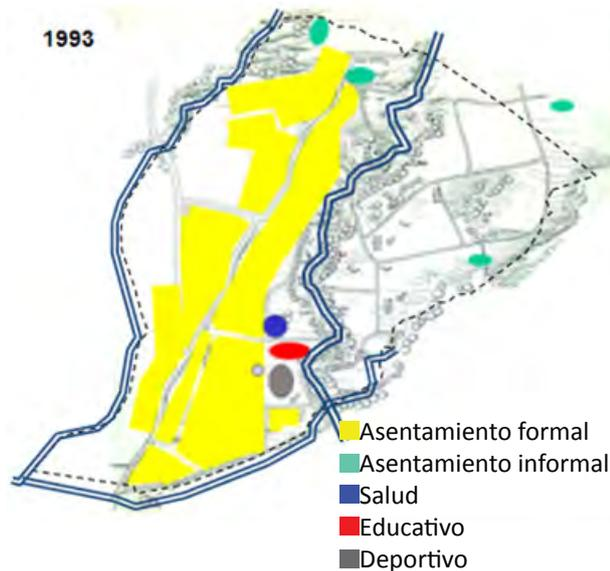 1993
Asentamiento formal
Asentamiento informal
Salud
Educativo
Deportivo